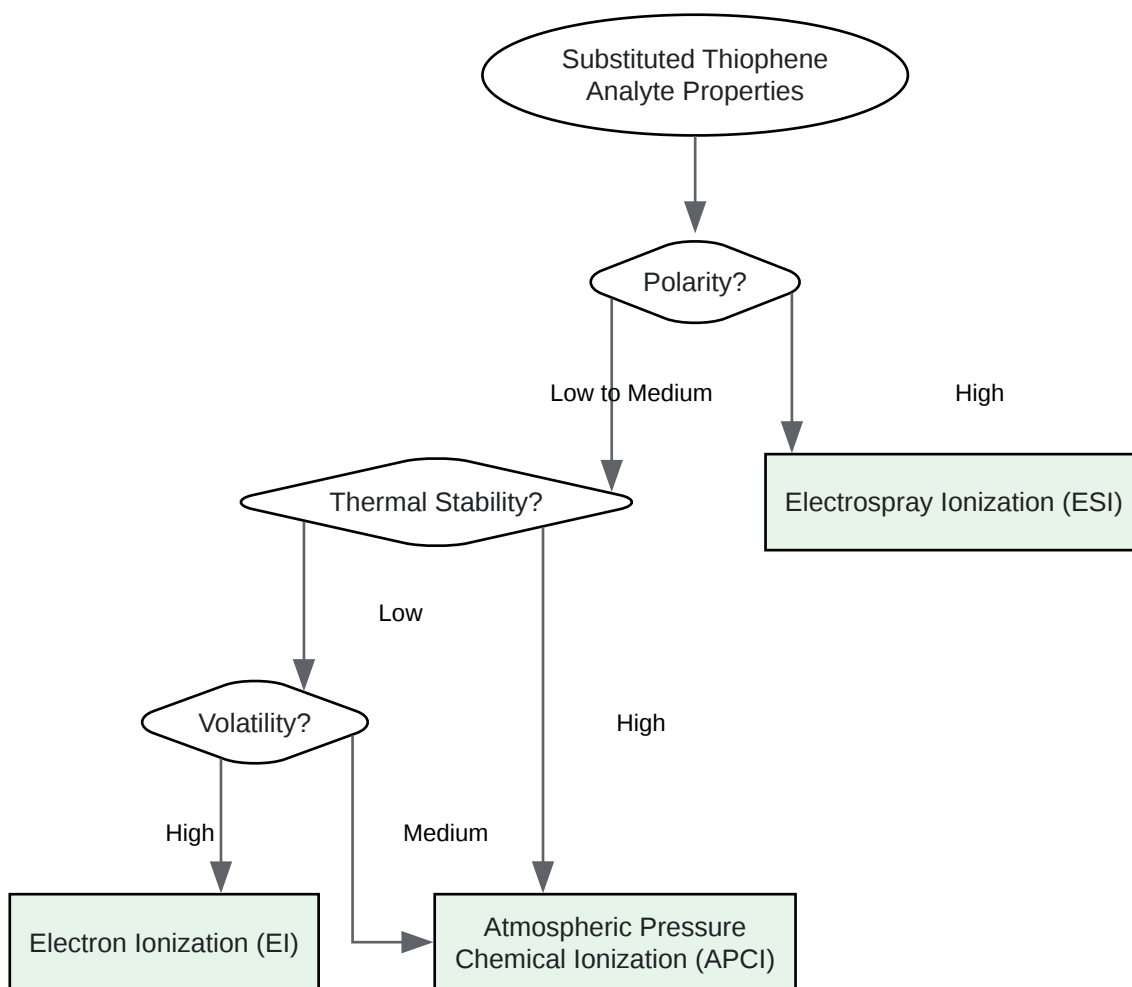 Substituted Thiophene
Analyte Properties
Polarity?
Low to Medium
High
Thermal Stability?
Electrospray Ionization (ESI)
Low
Volatility?
High
High
Medium
Electron Ionization (EI)
Atmospheric Pressure
Chemical Ionization (APCI)